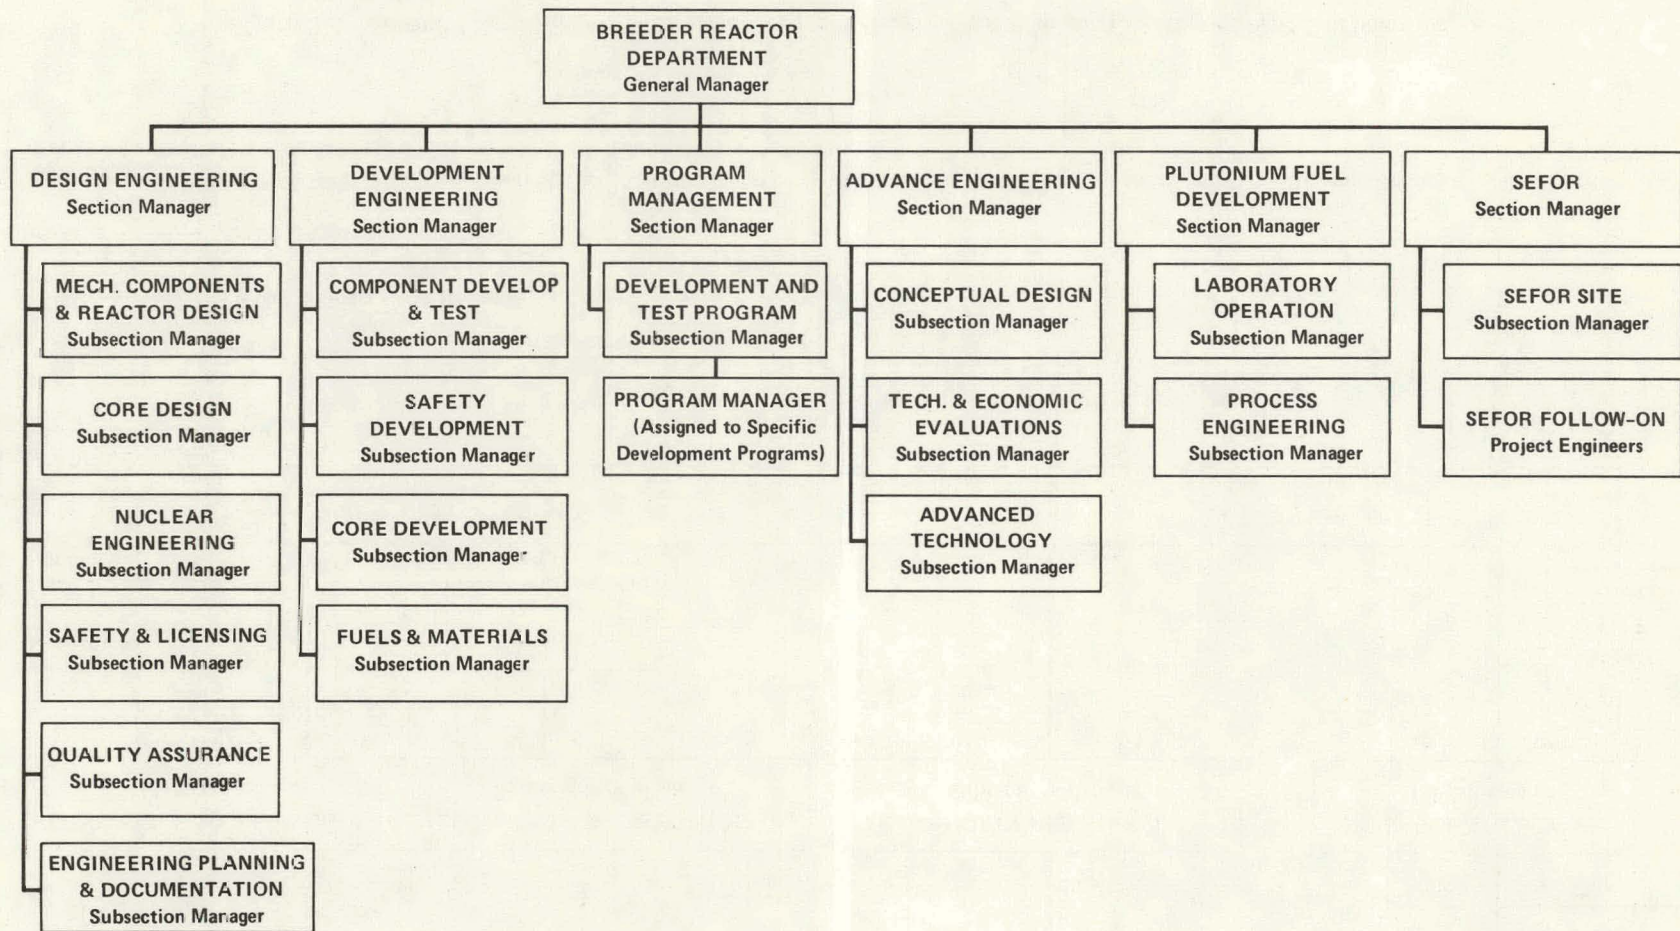 BREEDER REACTOR
DEPARTMENT
General Manager
DESIGN ENGINEERING
Section Manager
DEVELOPMENT
ENGINEERING
Section Manager
PROGRAM
MANAGEMENT
Section Manager
ADVANCE ENGINEERING
Section Manager
PLUTONIUM FUEL
DEVELOPMENT
Section Manager
SEFOR
Section Manager
MECH. COMPONENTS
& REACTOR DESIGN
Subsection Manager
CORE DESIGN
Subsection Manager
NUCLEAR
ENGINEERING
Subsection Manager
SAFETY & LICENSING
Subsection Manager
QUALITY ASSURANCE
Subsection Manager
ENGINEERING PLANNING
& DOCUMENTATION
Subsection Manager
COMPONENT DEVELOP
& TEST
Subsection Manager
SAFETY
DEVELOPMENT
Subsection Manager
CORE DEVELOPMENT
Subsection Manager
FUELS & MATERIALS
Subsection Manager
DEVELOPMENT AND
TEST PROGRAM
Subsection Manager
PROGRAM MANAGER
(Assigned to Specific
Development Programs)
CONCEPTUAL DESIGN
Subsection Manager
TECH. & ECONOMIC
EVALUATIONS
Subsection Manager
ADVANCED
TECHNOLOGY
Subsection Manager
LABORATORY
OPERATION
Subsection Manager
PROCESS
ENGINEERING
Subsection Manager
SEFOR SITE
Subsection Manager
SEFOR FOLLOW-ON
Project Engineers